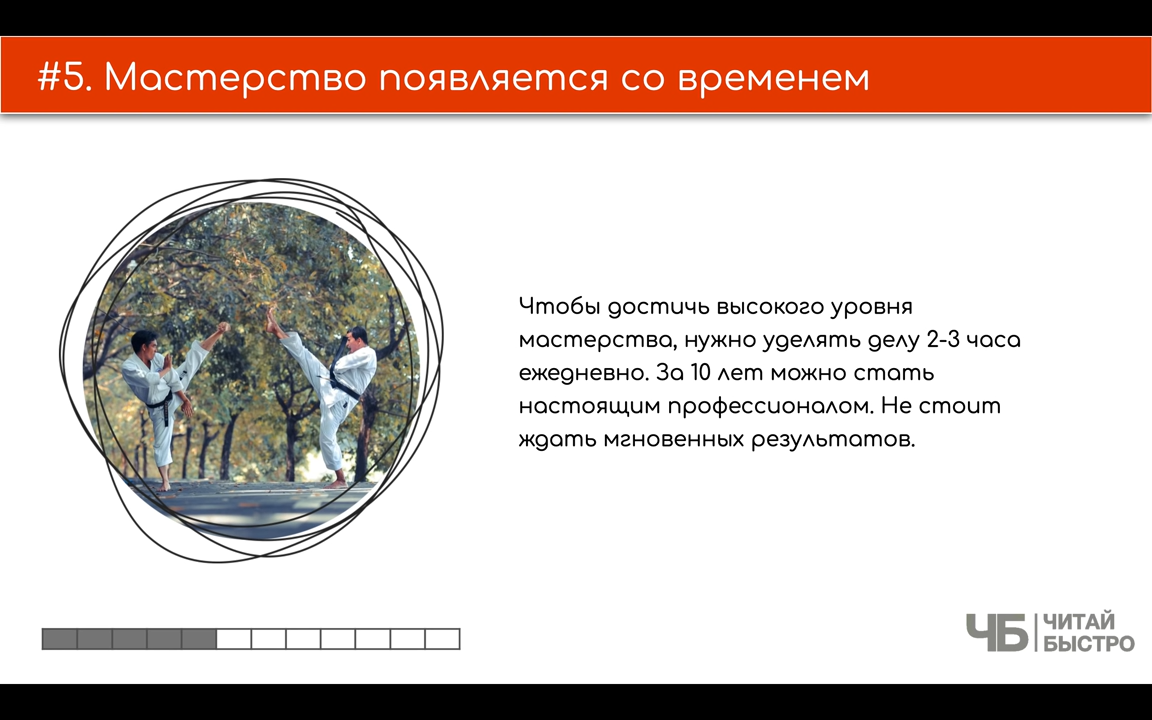 #5. Мастерство появляется со временем
Чтобы достичь высокого уровня
мастерства, нужно уделять делу 2-3 часа
ежедневно. За 10 лет можно стать
настоящим профессионалом. Не стоит
ждать мгновенных результатов.
ЧБ
ЧИТАЙ
БЫСТРО